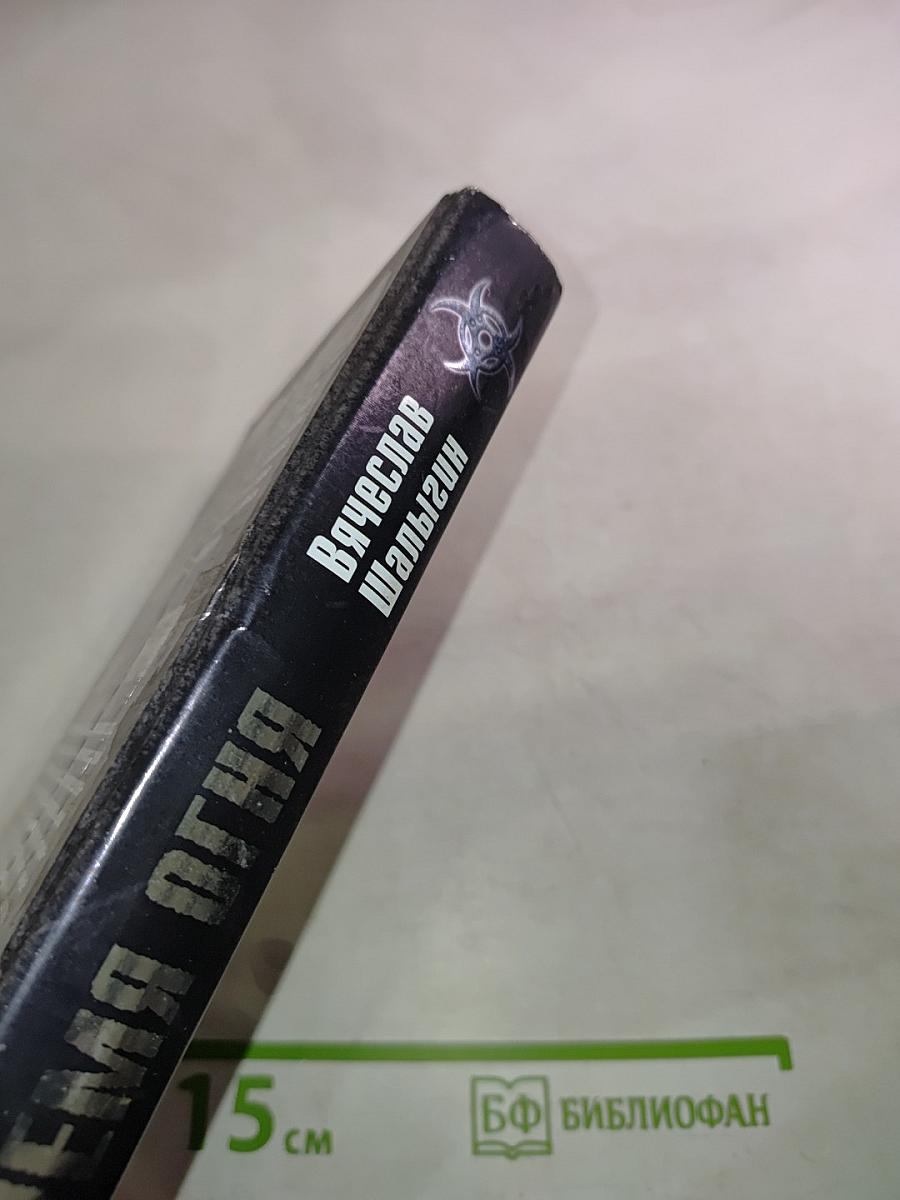 Вячеслав
Шалыгин
ЕМЯ ОГНЯ
15 см
БФ БИБЛИОФАН